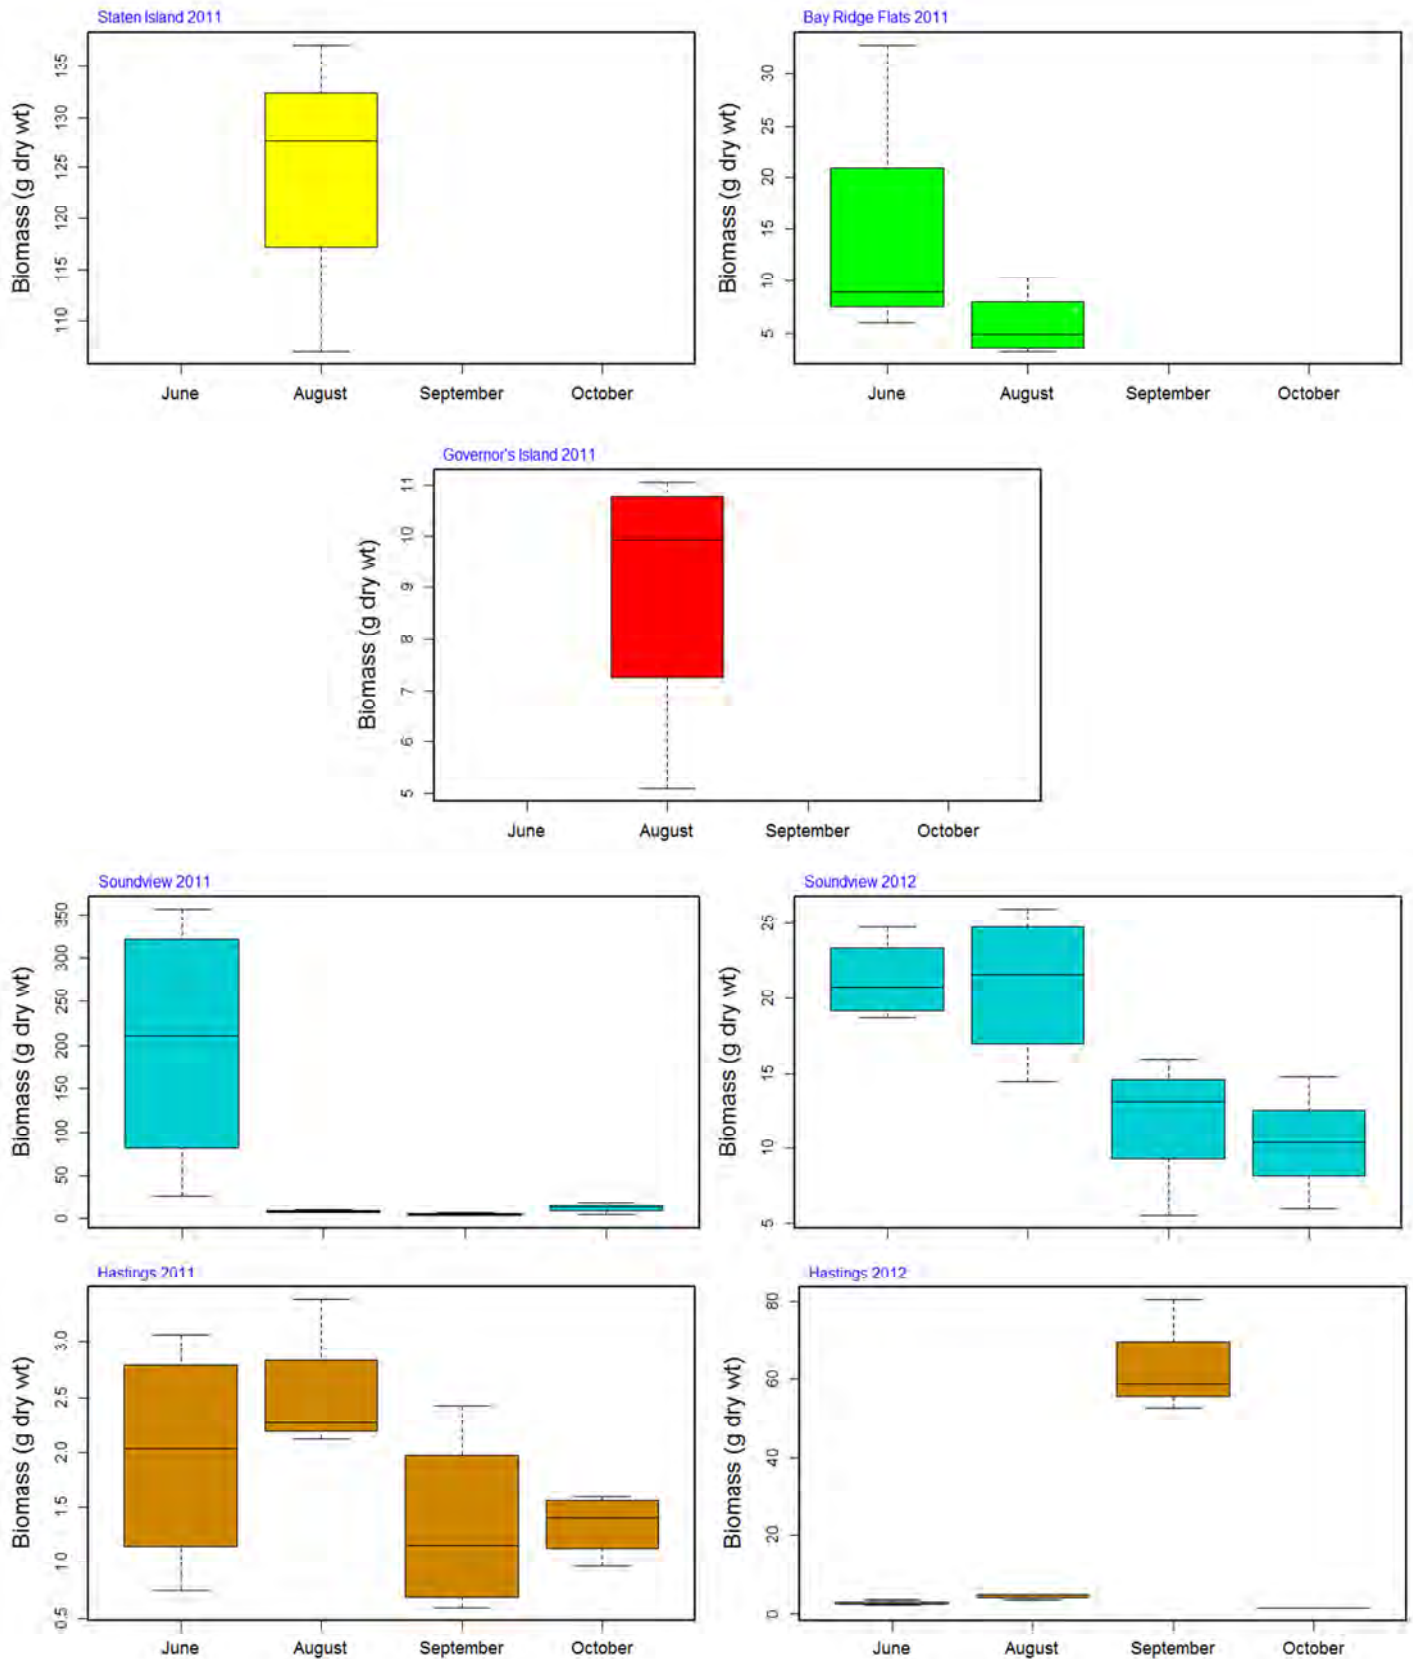 Staten Island 2011
Biomass (g dry wt)
135
130
125
120
115
110
June August September October
Bay Ridge Flats 2011
Biomass (g dry wt)
30
25
20
15
10
5
June August September October
Governor's Island 2011
Biomass (g dry wt)
11
10
9
8
7
6
5
June August September October
Soundview 2011
Biomass (g dry wt)
350
300
250
200
150
100
50
0
Soundview 2012
Biomass (g dry wt)
25
20
15
10
5
Hastings 2011
Biomass (g dry wt)
3.0
2.5
2.0
1.5
1.0
0.5
June August September October
Hastings 2012
Biomass (g dry wt)
80
60
40
20
0
June August September October